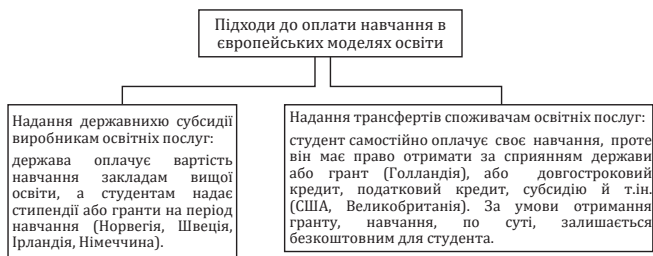 Підходи до оплати навчання в
європейських моделях освіти
Надання державнихю субсидії
виробникам освітніх послуг:
держава оплачує вартість
навчання закладам вищої
освіти, а студентам надає
стипендії або гранти на період
навчання (Норвегія, Швеція,
Ірландія, Німеччина).
Надання трансфертів споживачам освітніх послуг:
студент самостійно оплачує своє навчання, проте
він має право отримати за сприянням держави
або грант (Голландія), або довгостроковий
кредит, податковий кредит, субсидію й т.ін.
(США, Великобританія). За умови отримання
гранту, навчання, по суті, залишається
безкоштовним для студента.